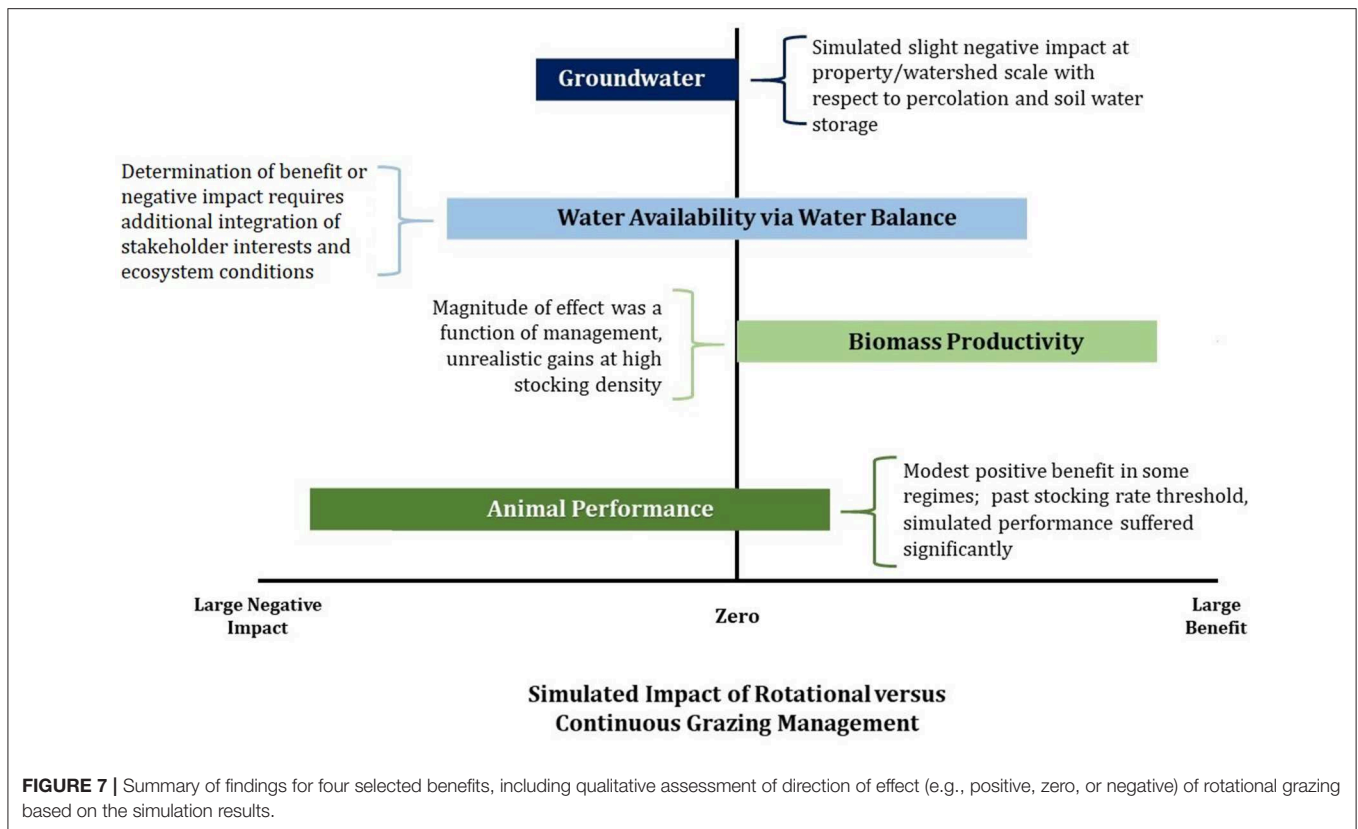 Groundwater
Simulated slight negative impact at
property/watershed scale with
respect to percolation and soil water
storage
Determination of benefit or
negative impact requires
additional integration of
stakeholder interests and
ecosystem conditions
Water Availability via Water Balance
Magnitude of effect was a
function of management,
unrealistic gains at high
stocking density
Biomass Productivity
Animal Performance
Modest positive benefit in some
regimes; past stocking rate threshold,
simulated performance suffered
significantly
Large Negative
Impact
Zero
Large
Benefit
Simulated Impact of Rotational versus
Continuous Grazing Management
FIGURE 7 | Summary of findings for four selected benefits, including qualitative assessment of direction of effect (e.g., positive, zero, or negative) of rotational grazing
based on the simulation results.